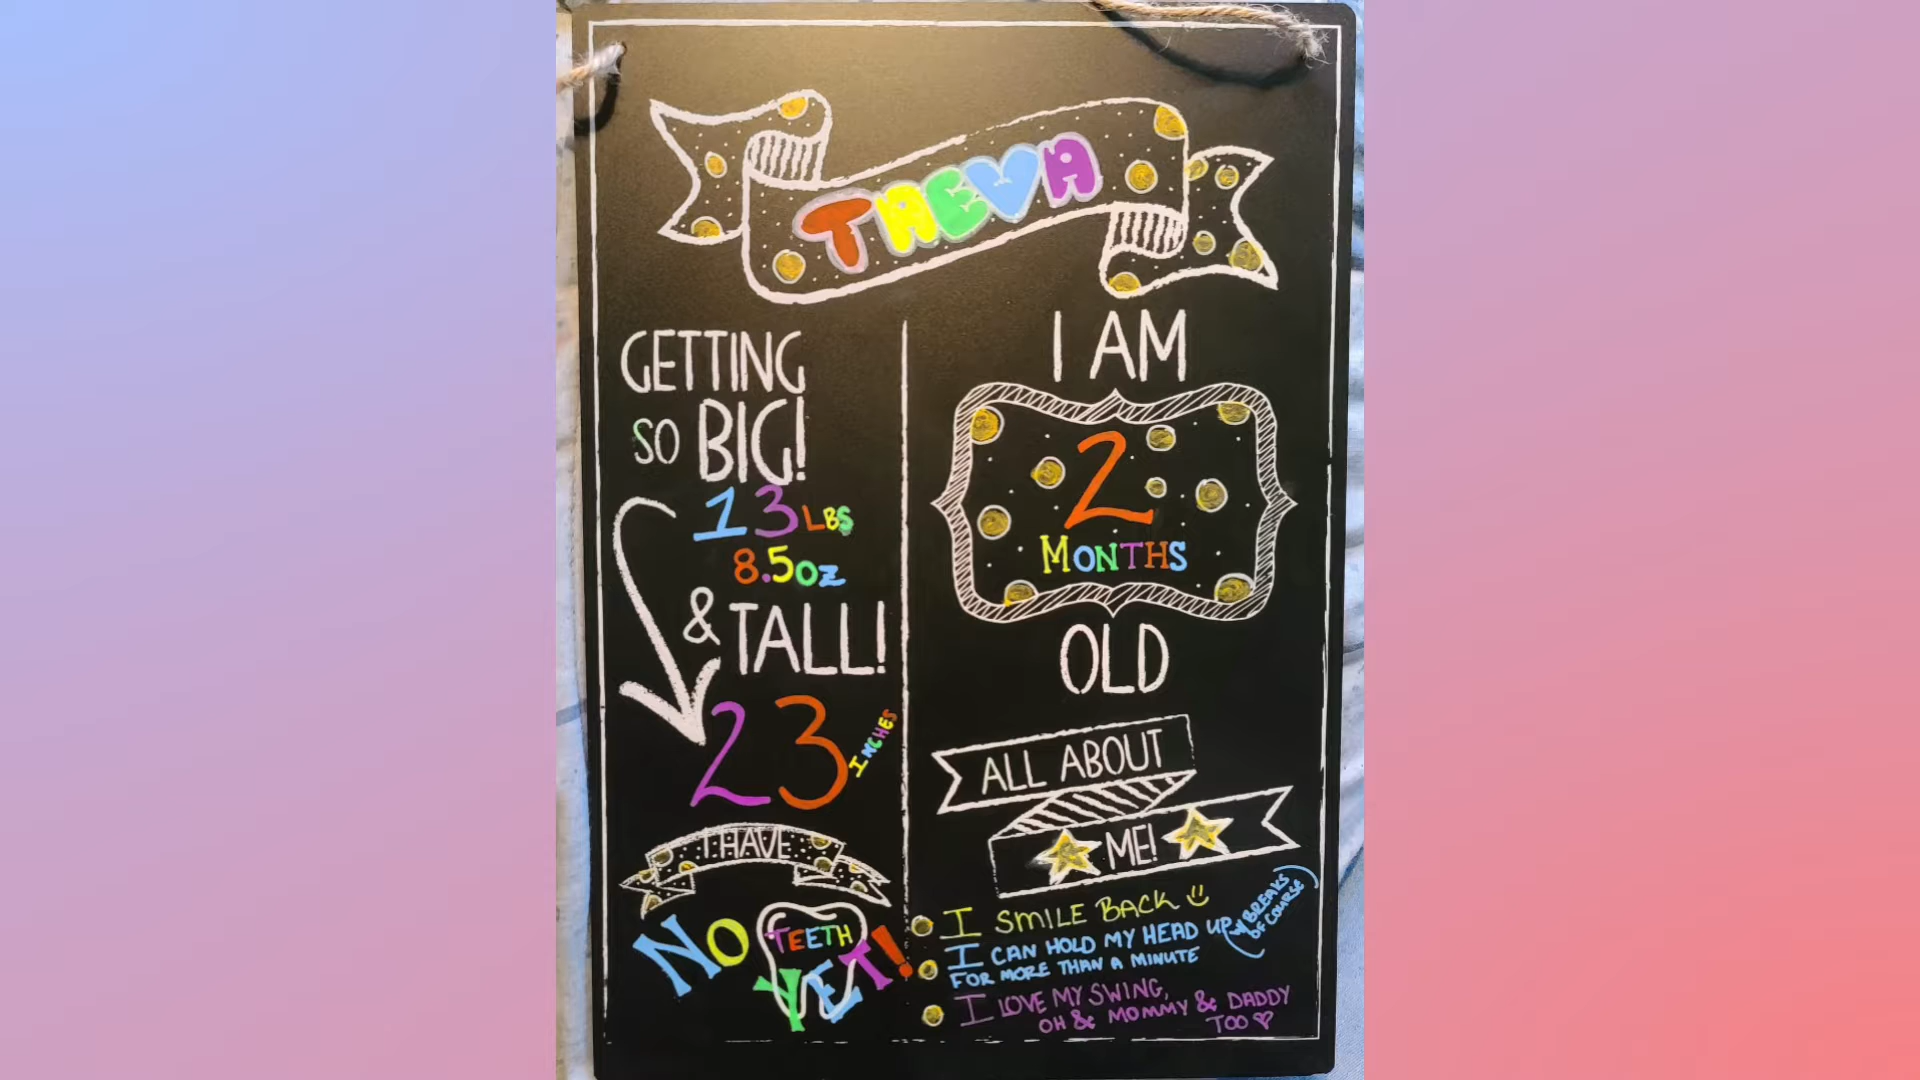 TAEVA
GETTING
SO BIG!
13 LBS
8.5 OZ
& TALL!
23 INCHES
I HAVE
NO TEETH
YET!
I AM
2
MONTHS
OLD
ALL ABOUT
ME!
I SMILE BACK
I CAN HOLD MY HEAD UP (W/ BREAKS
OF COURSE)
FOR MORE THAN A MINUTE
I LOVE MY SWING,
OH & MOMMY & DADDY
TOO